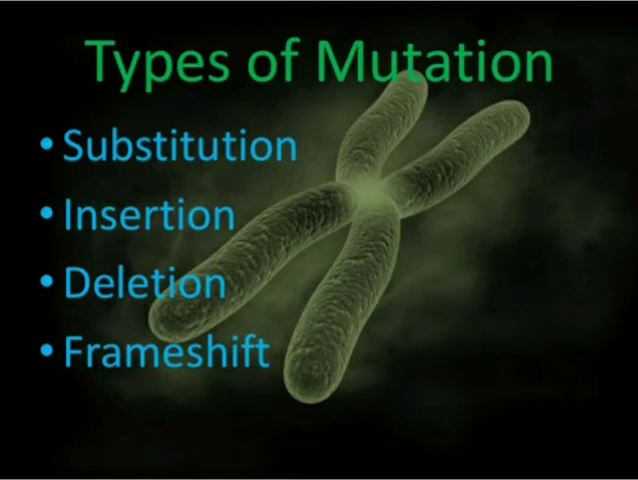 Types of Mutation
• Substitution
• Insertion
• Deletion
• Frameshift